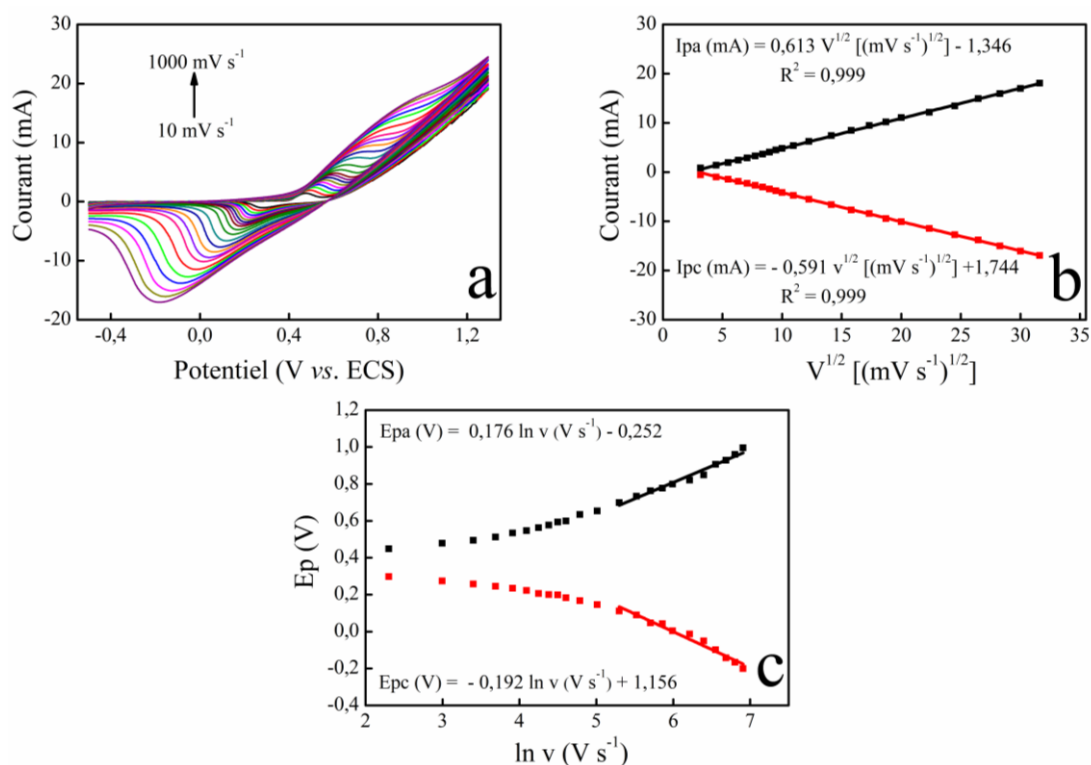 30
20
10
0
-10
-20
Courant (mA)
1000 mV s⁻¹
10 mV s⁻¹
a
-0,4
0,0
0,4
0,8
1,2
Potentiel (V vs. ECS)
30
20
10
0
-10
-20
-30
Courant (mA)
Ipa (mA) = 0,613 V^1/2 [(mV s⁻¹)^1/2] - 1,346
R² = 0,999
Ipc (mA) = - 0,591 v^1/2 [(mV s⁻¹)^1/2] +1,744
R² = 0,999
b
0
5
10
15
20
25
30
35
V^1/2 [(mV s⁻¹)^1/2]
1,2
1,0
0,8
0,6
0,4
0,2
0,0
-0,2
-0,4
Ep (V)
Epa (V) = 0,176 ln v (V s⁻¹) - 0,252
Epc (V) = - 0,192 ln v (V s⁻¹) + 1,156
c
2
3
4
5
6
7
ln v (V s⁻¹)